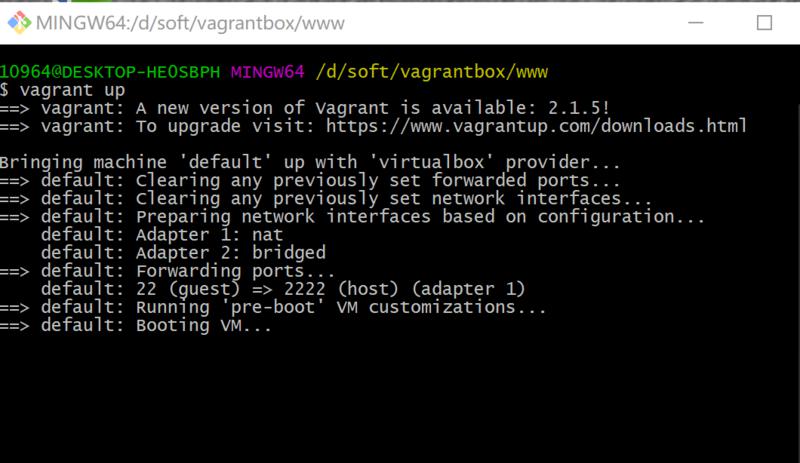 MINGW64:/d/soft/vagrantbox/www
10964@DESKTOP-HE0SBPH MINGW64 /d/soft/vagrantbox/www
$ vagrant up
==> vagrant: A new version of Vagrant is available: 2.1.5!
==> vagrant: To upgrade visit: https://www.vagrantup.com/downloads.html
Bringing machine 'default' up with 'virtualbox' provider...
==> default: Clearing any previously set forwarded ports...
==> default: Clearing any previously set network interfaces...
==> default: Preparing network interfaces based on configuration...
default: Adapter 1: nat
default: Adapter 2: bridged
==> default: Forwarding ports...
default: 22 (guest) => 2222 (host) (adapter 1)
==> default: Running 'pre-boot' VM customizations...
==> default: Booting VM...